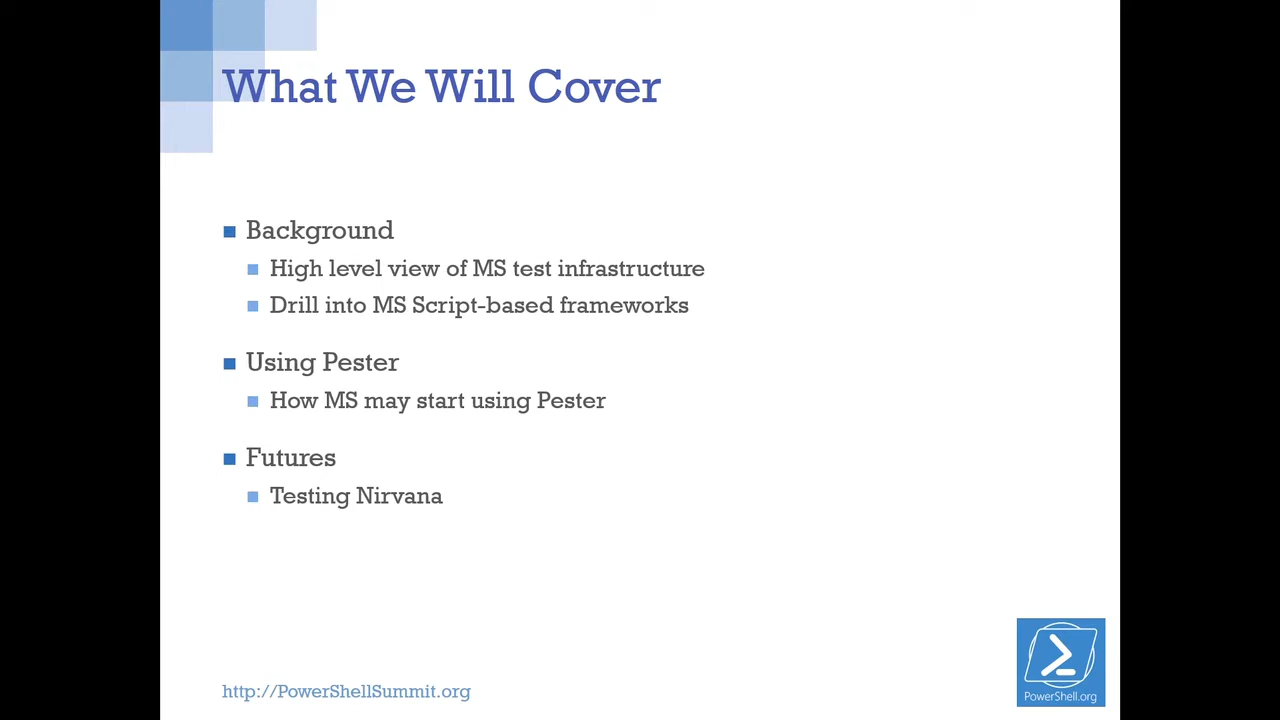 What We Will Cover
Background
High level view of MS test infrastructure
Drill into MS Script-based frameworks
Using Pester
How MS may start using Pester
Futures
Testing Nirvana
http://PowerShellSummit.org
PowerShell.org